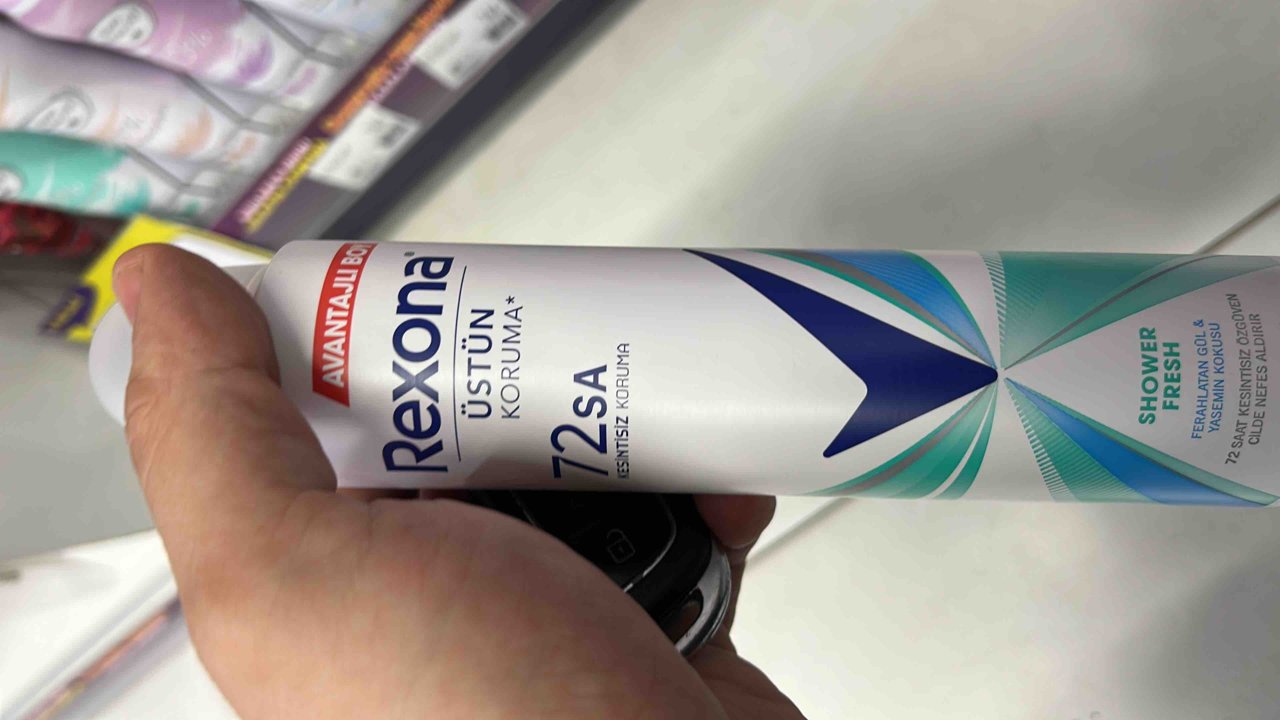 AVANTAJLI BOY
Rexona
ÜSTÜN
KORUMA*
72SA
KESİNTİSİZ KORUMA
SHOWER
FRESH
FERAHLATAN GÜL &
YASEMİN KOKUSU
72 SAAT KESİNTİSİZ ÖZGÜVEN
CİLDE NEFES ALDIRIR